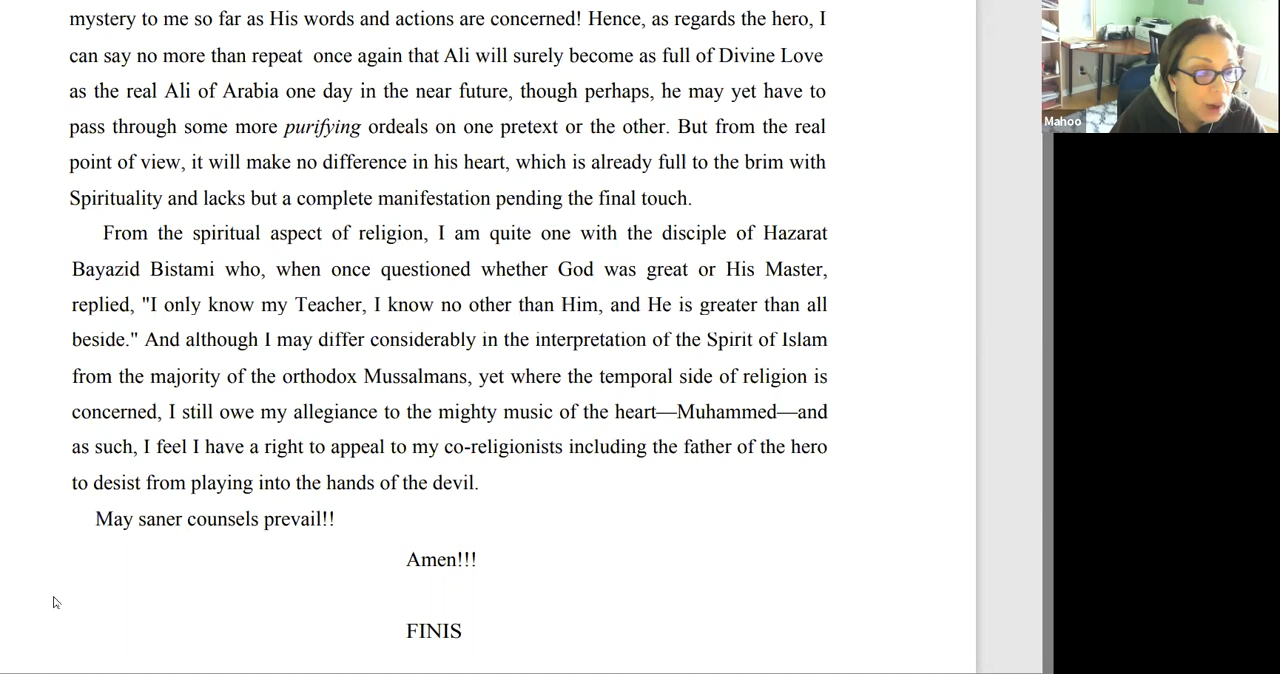 mystery to me so far as His words and actions are concerned! Hence, as regards the hero, I
can say no more than repeat once again that Ali will surely become as full of Divine Love
as the real Ali of Arabia one day in the near future, though perhaps, he may yet have to
pass through some more purifying ordeals on one pretext or the other. But from the real
point of view, it will make no difference in his heart, which is already full to the brim with
Spirituality and lacks but a complete manifestation pending the final touch.
From the spiritual aspect of religion, I am quite one with the disciple of Hazarat
Bayazid Bistami who, when once questioned whether God was great or His Master,
replied, "I only know my Teacher, I know no other than Him, and He is greater than all
beside." And although I may differ considerably in the interpretation of the Spirit of Islam
from the majority of the orthodox Mussalmans, yet where the temporal side of religion is
concerned, I still owe my allegiance to the mighty music of the heart—Muhammed—and
as such, I feel I have a right to appeal to my co-religionists including the father of the hero
to desist from playing into the hands of the devil.
May saner counsels prevail!!
Amen!!!
FINIS
Mahoo